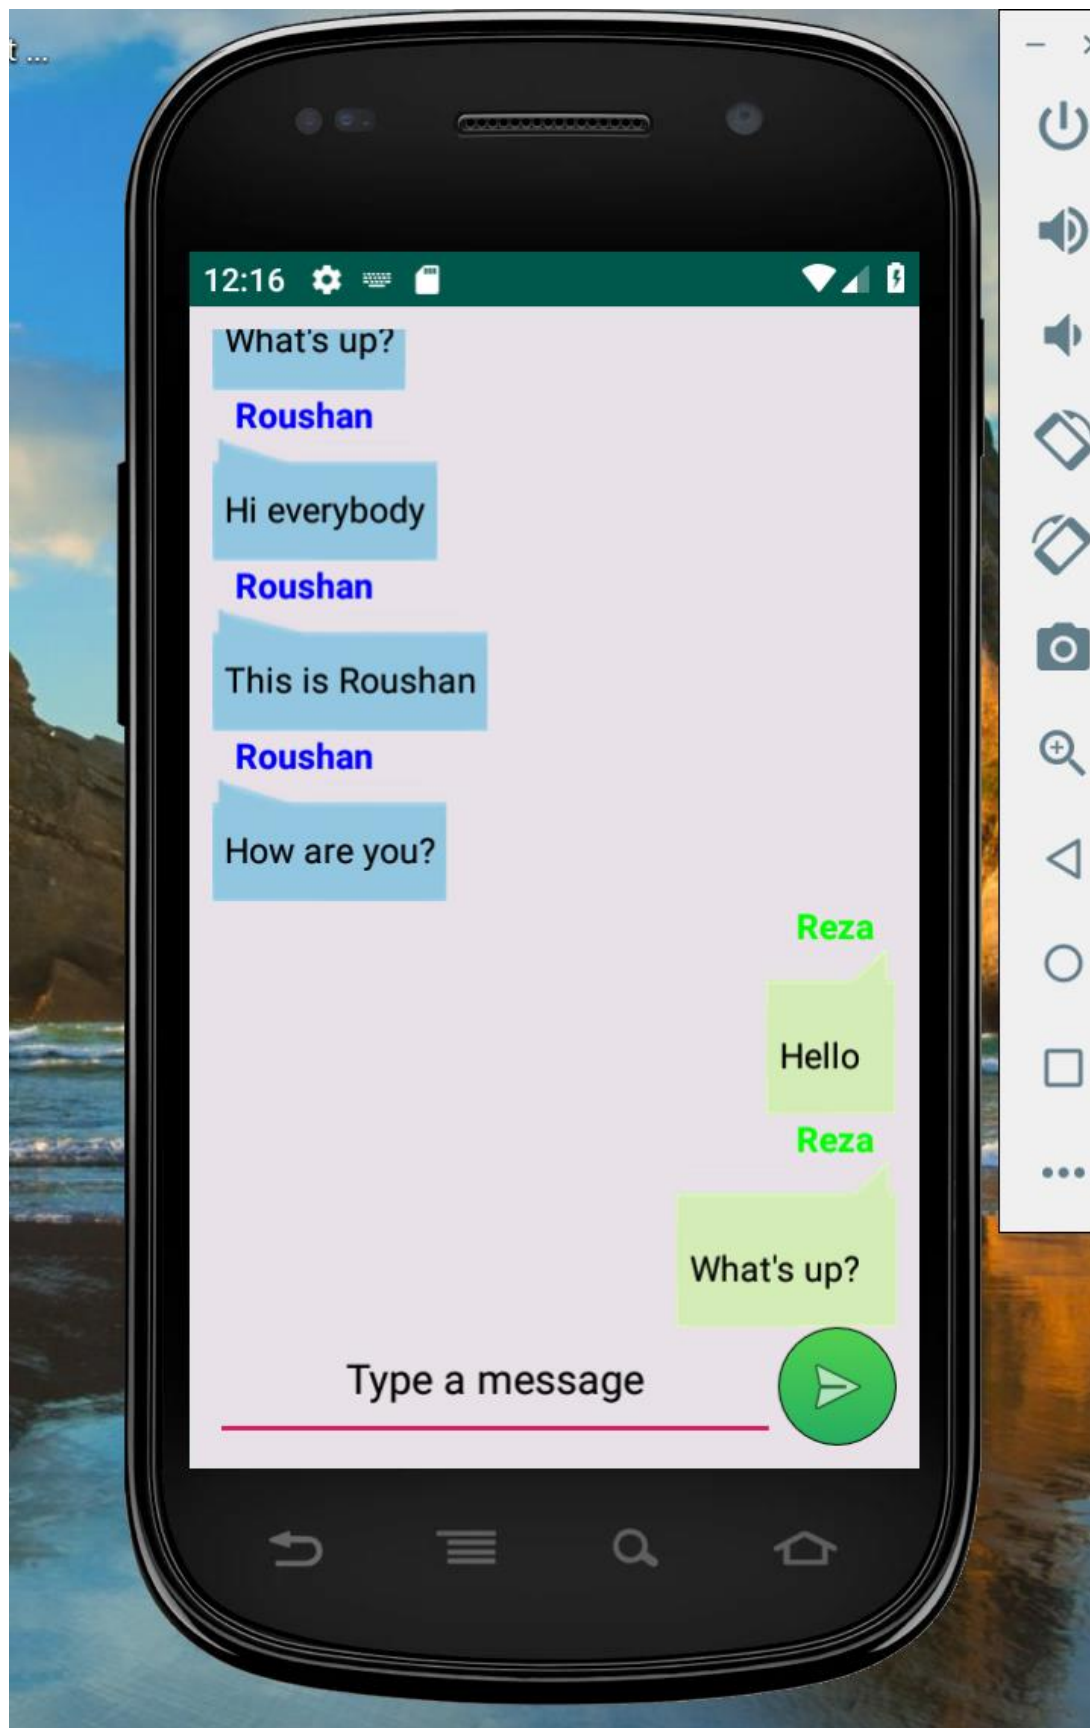 12:16
What's up?
Roushan
Hi everybody
Roushan
This is Roushan
Roushan
How are you?
Reza
Hello
Reza
What's up?
Type a message